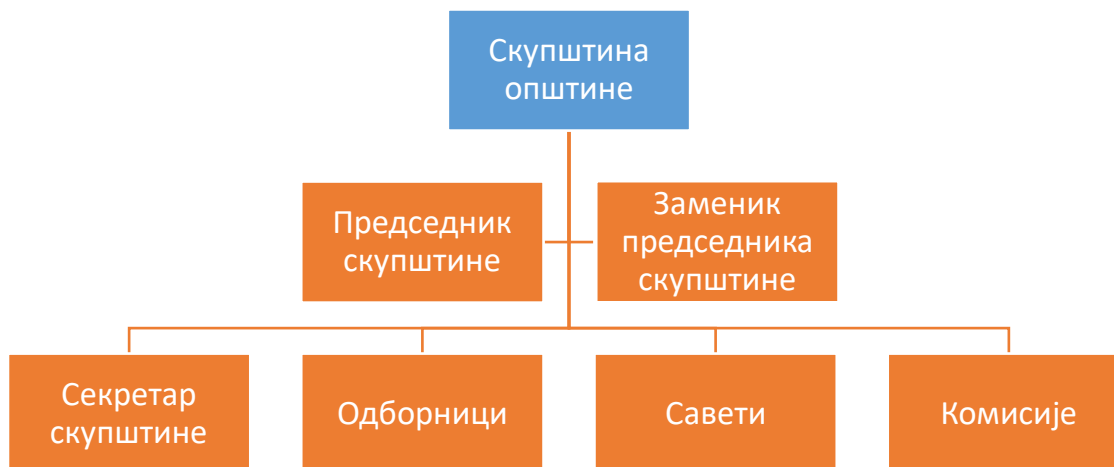 Скупштина
општине
Председник
скупштине
Заменик
председника
скупштине
Секретар
скупштине
Одборници
Савети
Комисије